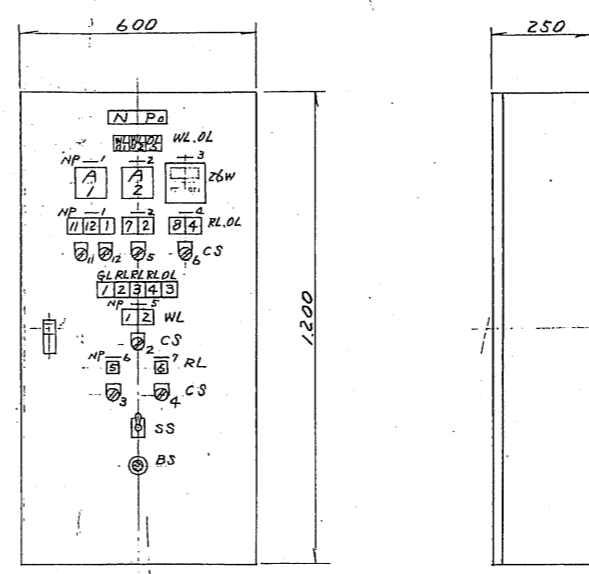 600
250
N Po
WL.OL
NP 1 2 3
A 1 A 2 26W
NP 1 2 4
11 12 1 7 2 8 4 RL.OL
11 12 5 6 CS
GL RL RL RL OL
1 2 3 4 3
NP 5
1 2 WL
2 CS
NP 6 7
5 6 RL
3 4 CS
SS
BS
1,200